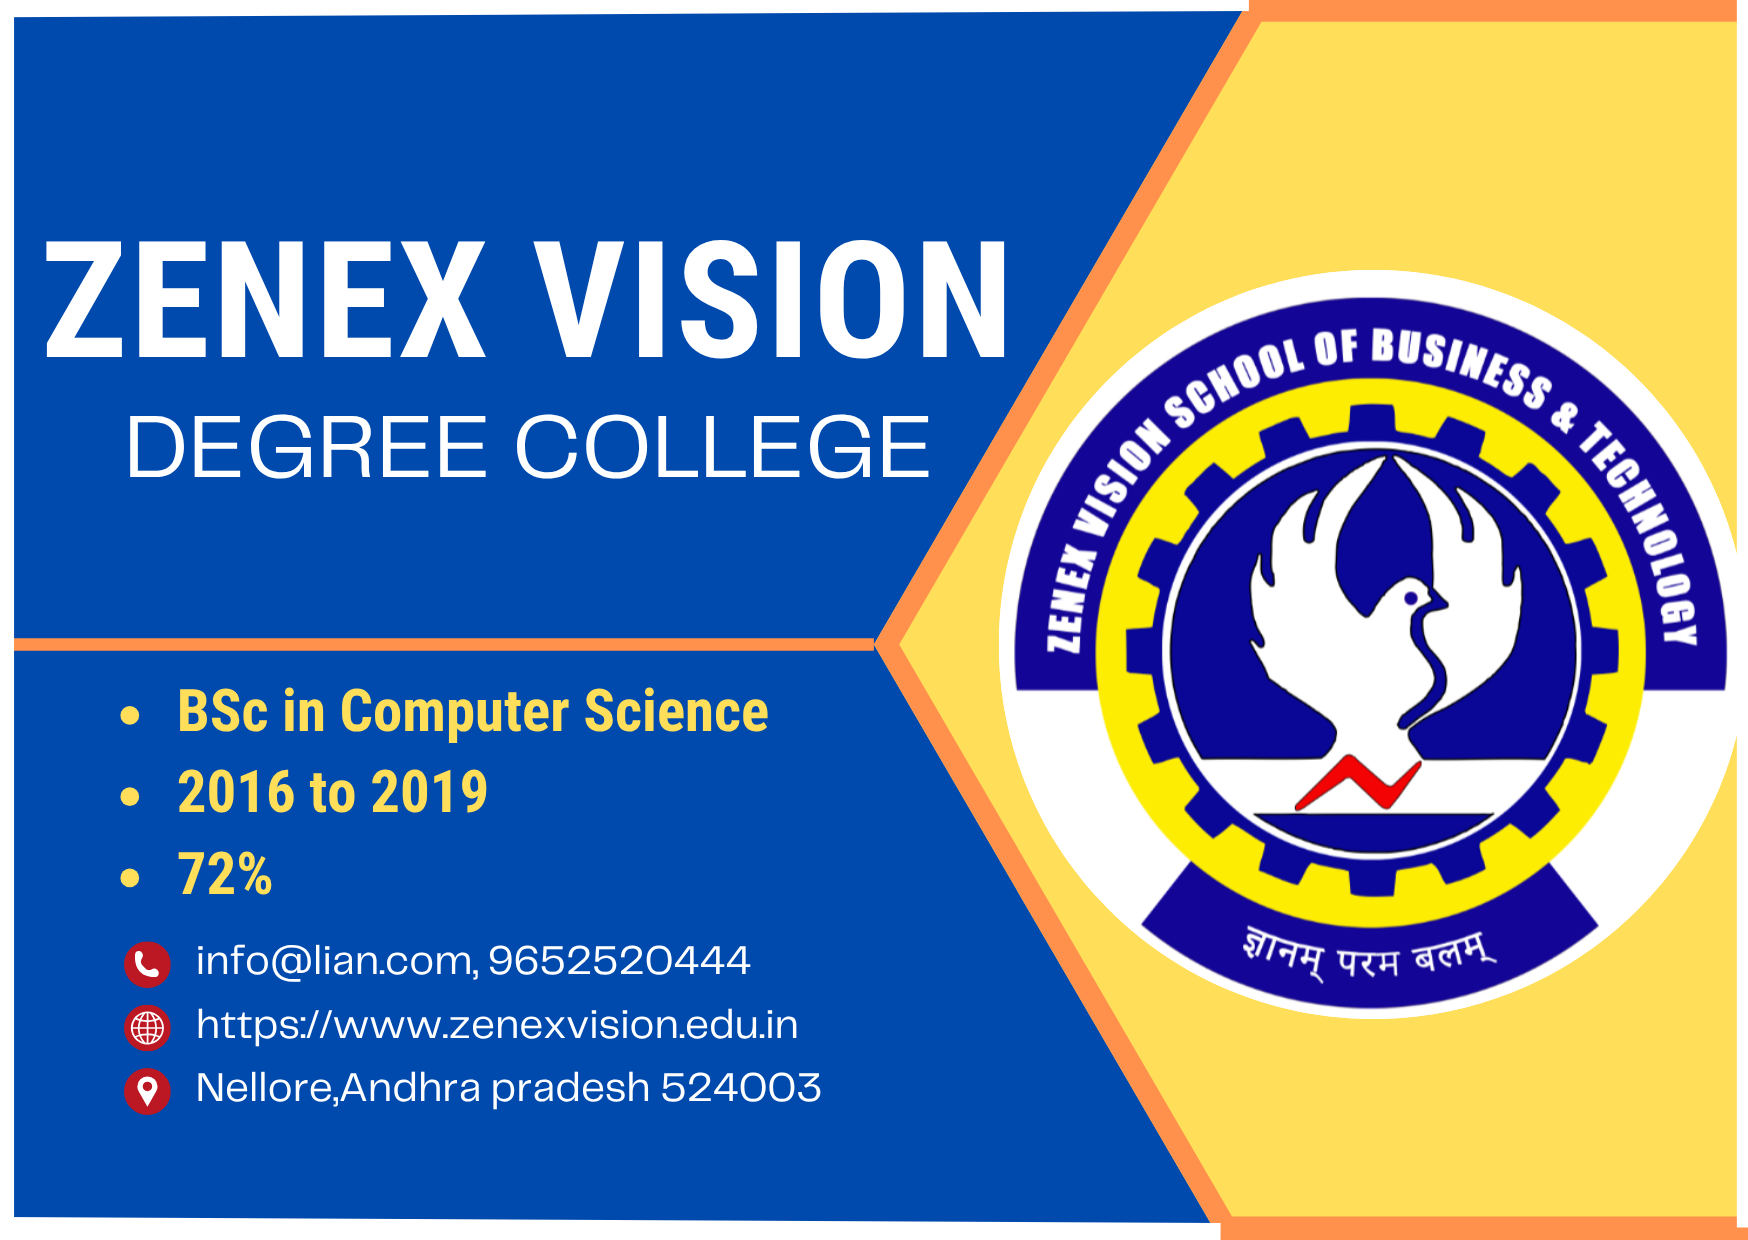 ZENEX VISION
DEGREE COLLEGE
ZENEX VISION SCHOOL OF BUSINESS & TECHNOLOGY
ज्ञानम् परम बलम्
• BSc in Computer Science
• 2016 to 2019
• 72%
info@lian.com, 9652520444
https://www.zenexvision.edu.in
Nellore,Andhra pradesh 524003